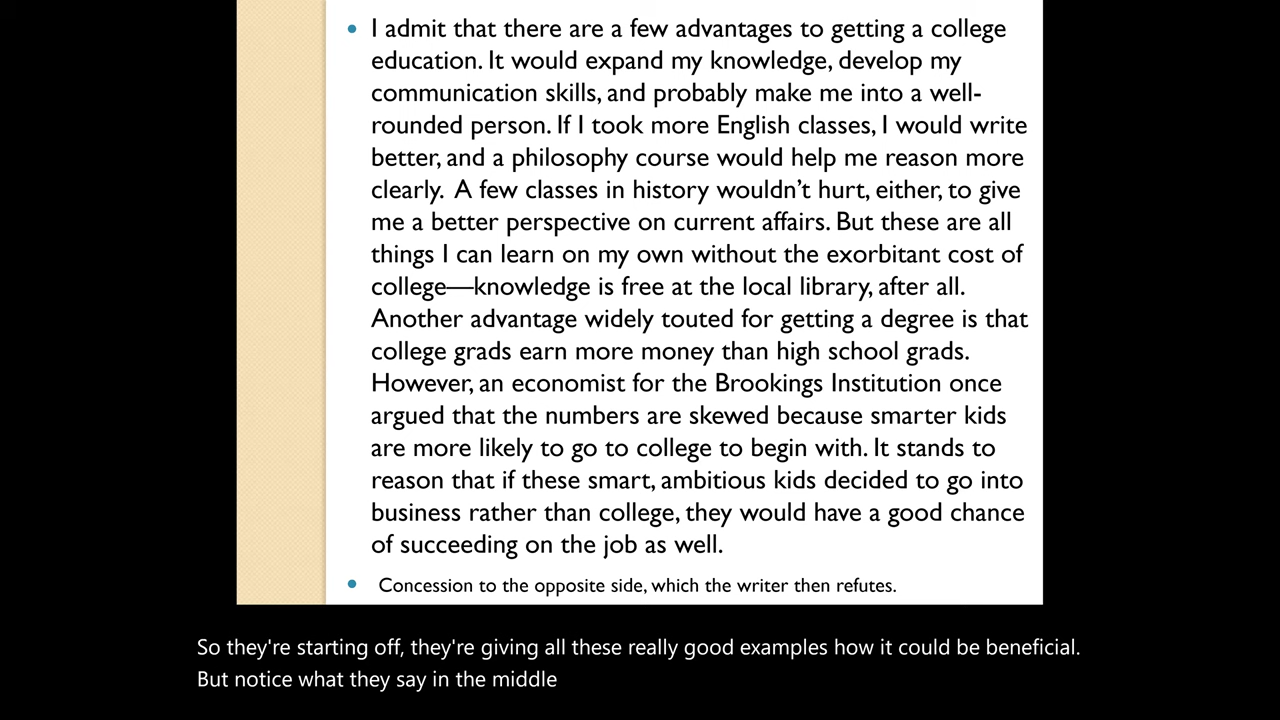 I admit that there are a few advantages to getting a college
education. It would expand my knowledge, develop my
communication skills, and probably make me into a well-
rounded person. If I took more English classes, I would write
better, and a philosophy course would help me reason more
clearly.  A few classes in history wouldn’t hurt, either, to give
me a better perspective on current affairs. But these are all
things I can learn on my own without the exorbitant cost of
college—knowledge is free at the local library, after all.
Another advantage widely touted for getting a degree is that
college grads earn more money than high school grads.
However, an economist for the Brookings Institution once
argued that the numbers are skewed because smarter kids
are more likely to go to college to begin with. It stands to
reason that if these smart, ambitious kids decided to go into
business rather than college, they would have a good chance
of succeeding on the job as well.
Concession to the opposite side, which the writer then refutes.
So they're starting off, they're giving all these really good examples how it could be beneficial.
But notice what they say in the middle